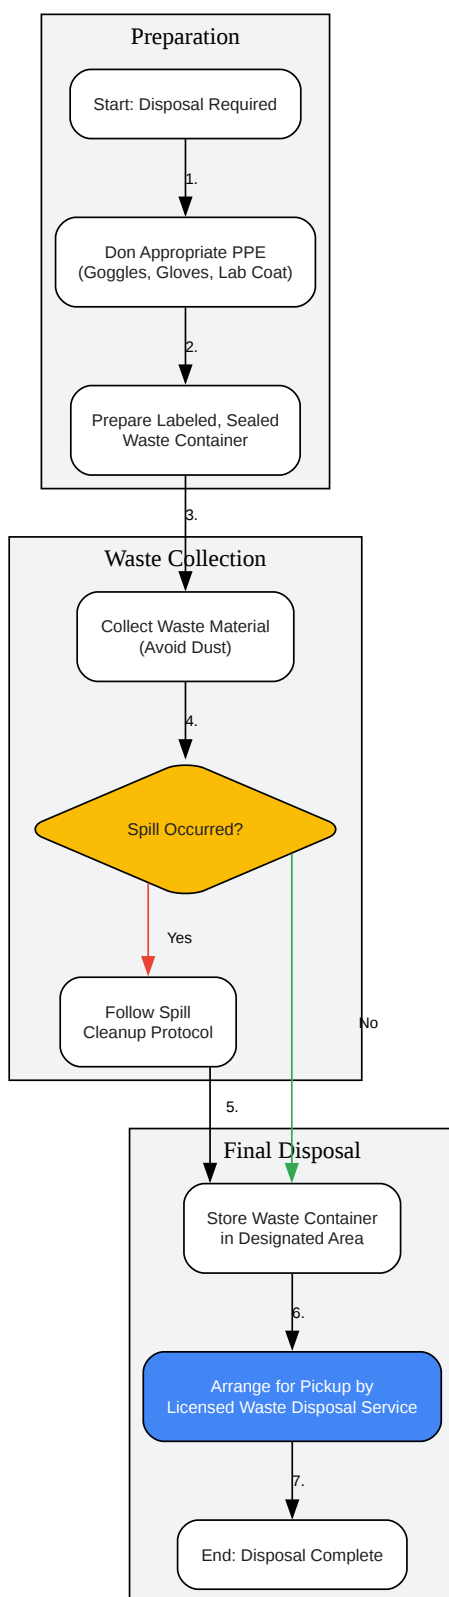 Preparation
Start: Disposal Required
1.
Don Appropriate PPE
(Goggles, Gloves, Lab Coat)
2.
Prepare Labeled, Sealed
Waste Container
3.
Waste Collection
Collect Waste Material
(Avoid Dust)
4.
Spill Occurred?
Yes
Follow Spill
Cleanup Protocol
No
5.
Final Disposal
Store Waste Container
in Designated Area
6.
Arrange for Pickup by
Licensed Waste Disposal Service
7.
End: Disposal Complete